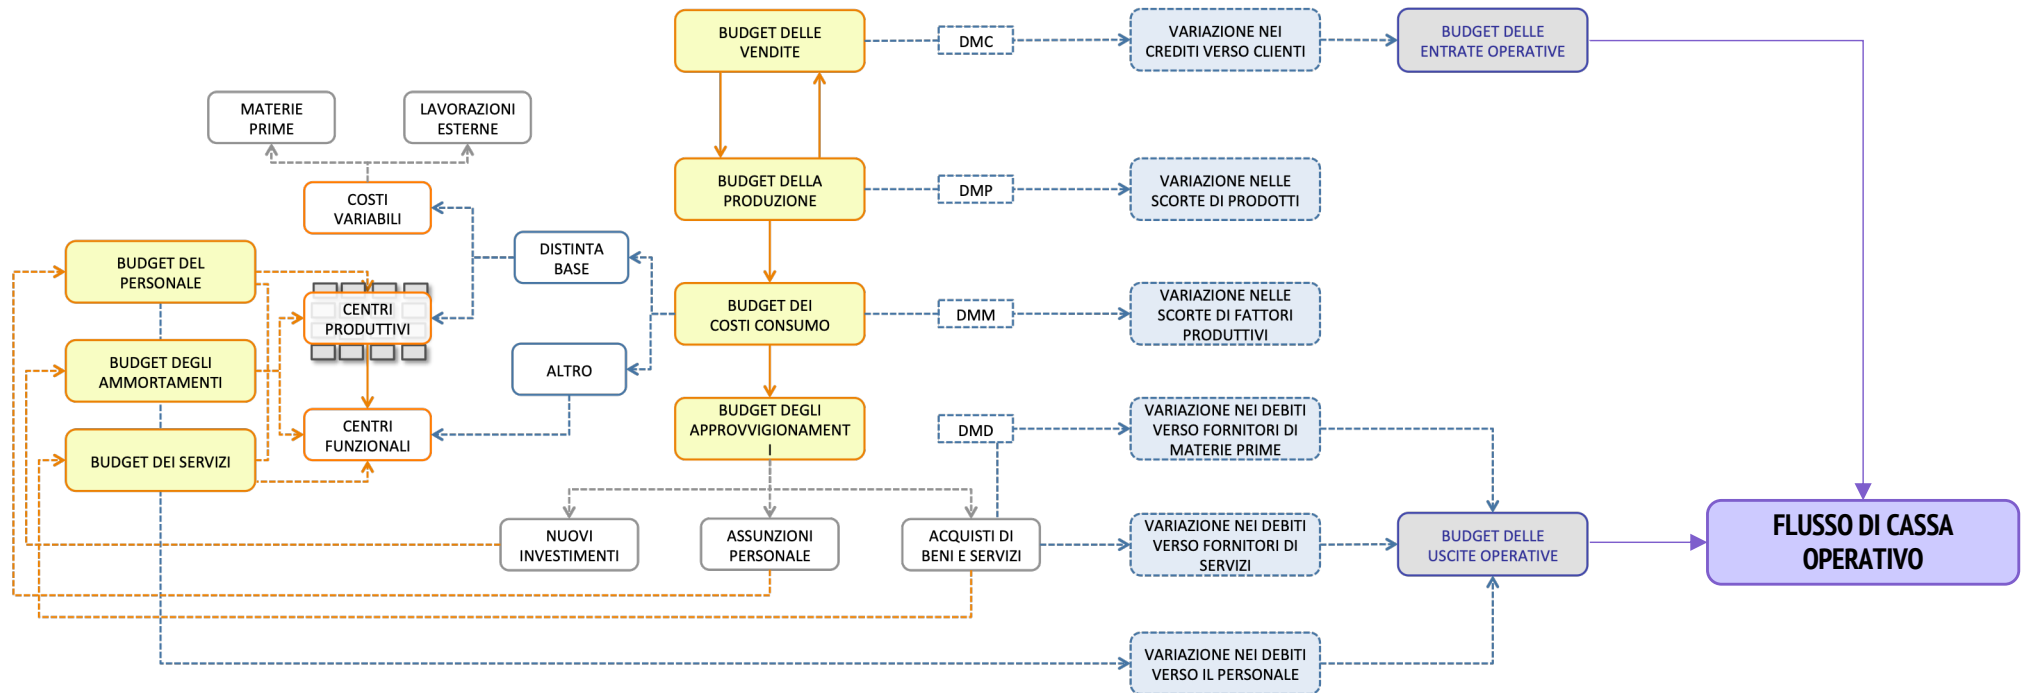 BUDGET DELLE
VENDITE
DMC
VARIAZIONE NEI
CREDITI VERSO CLIENTI
BUDGET DELLE
ENTRATE OPERATIVE
MATERIE
PRIME
LAVORAZIONI
ESTERNE
BUDGET DELLA
PRODUZIONE
DMP
VARIAZIONE NELLE
SCORTE DI PRODOTTI
COSTI
VARIABILI
DISTINTA
BASE
BUDGET DEL
PERSONALE
CENTRI
PRODUTTIVI
BUDGET DEI
COSTI CONSUMO
DMM
VARIAZIONE NELLE
SCORTE DI FATTORI
PRODUTTIVI
BUDGET DEGLI
AMMORTAMENTI
ALTRO
BUDGET DEGLI
APPROVVIGIONAMENT
I
DMD
VARIAZIONE NEI DEBITI
VERSO FORNITORI DI
MATERIE PRIME
CENTRI
FUNZIONALI
BUDGET DEI SERVIZI
NUOVI
INVESTIMENTI
ASSUNZIONI
PERSONALE
ACQUISTI DI
BENI E SERVIZI
VARIAZIONE NEI DEBITI
VERSO FORNITORI DI
SERVIZI
BUDGET DELLE
USCITE OPERATIVE
FLUSSO DI CASSA
OPERATIVO
VARIAZIONE NEI DEBITI
VERSO IL PERSONALE